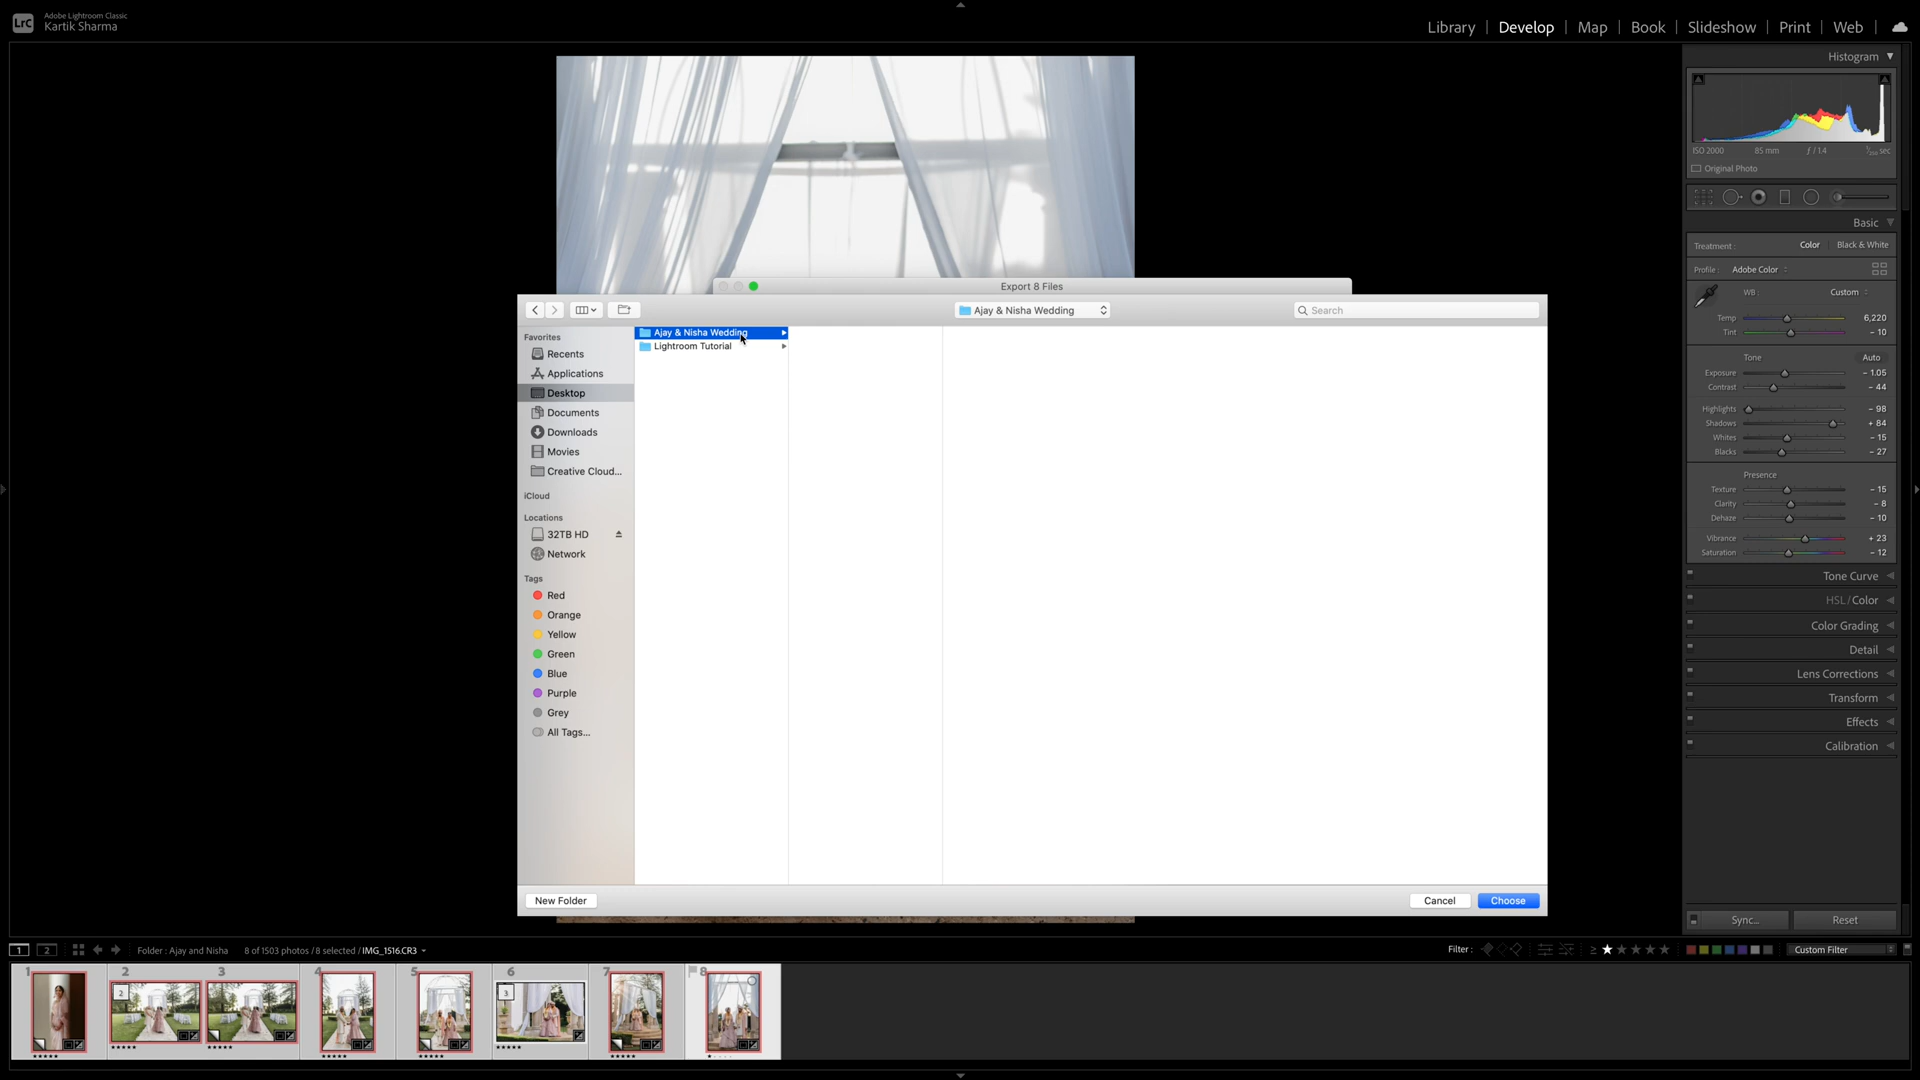 LrC
Adobe Lightroom Classic
Kartik Sharma
Library | Develop | Map | Book | Slideshow | Print | Web
Histogram
ISO 2000 85 mm ƒ / 1.4 sec
Original Photo
Basic
Treatment : Color Black & White
Profile : Adobe Color
WB : Custom
Temp 6,220
Tint - 10
Tone Auto
Exposure - 1.05
Contrast - 44
Highlights - 98
Shadows + 84
Whites - 15
Blacks - 27
Presence
Texture - 15
Clarity - 8
Dehaze - 10
Vibrance + 23
Saturation - 12
Tone Curve
HSL / Color
Color Grading
Detail
Lens Corrections
Transform
Effects
Calibration
Sync... Reset
Export 8 Files
Ajay & Nisha Wedding
Search
Favorites
Recents
Applications
Desktop
Documents
Downloads
Movies
Creative Cloud...
iCloud
Locations
32TB HD
Network
Tags
Red
Orange
Yellow
Green
Blue
Purple
Grey
All Tags...
Ajay & Nisha Wedding
Lightroom Tutorial
New Folder Cancel Choose
1 2 Folder : Ajay and Nisha 8 of 1503 photos / 8 selected / IMG_1516.CR3
Filter : ≥ Custom Filter
1 2 3 4 5 6 7 8
2 3